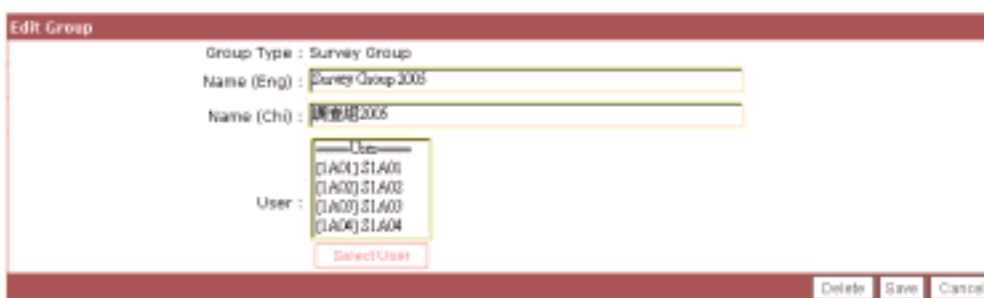 Edit Group
Group Type : Survey Group
Name (Eng) : Survey Group 2005
Name (Chi) : 調查組2005
User :
===User===
[1A01] S1A01
[1A02] S1A02
[1A03] S1A03
[1A04] S1A04
Select User
Delete Save Cancel